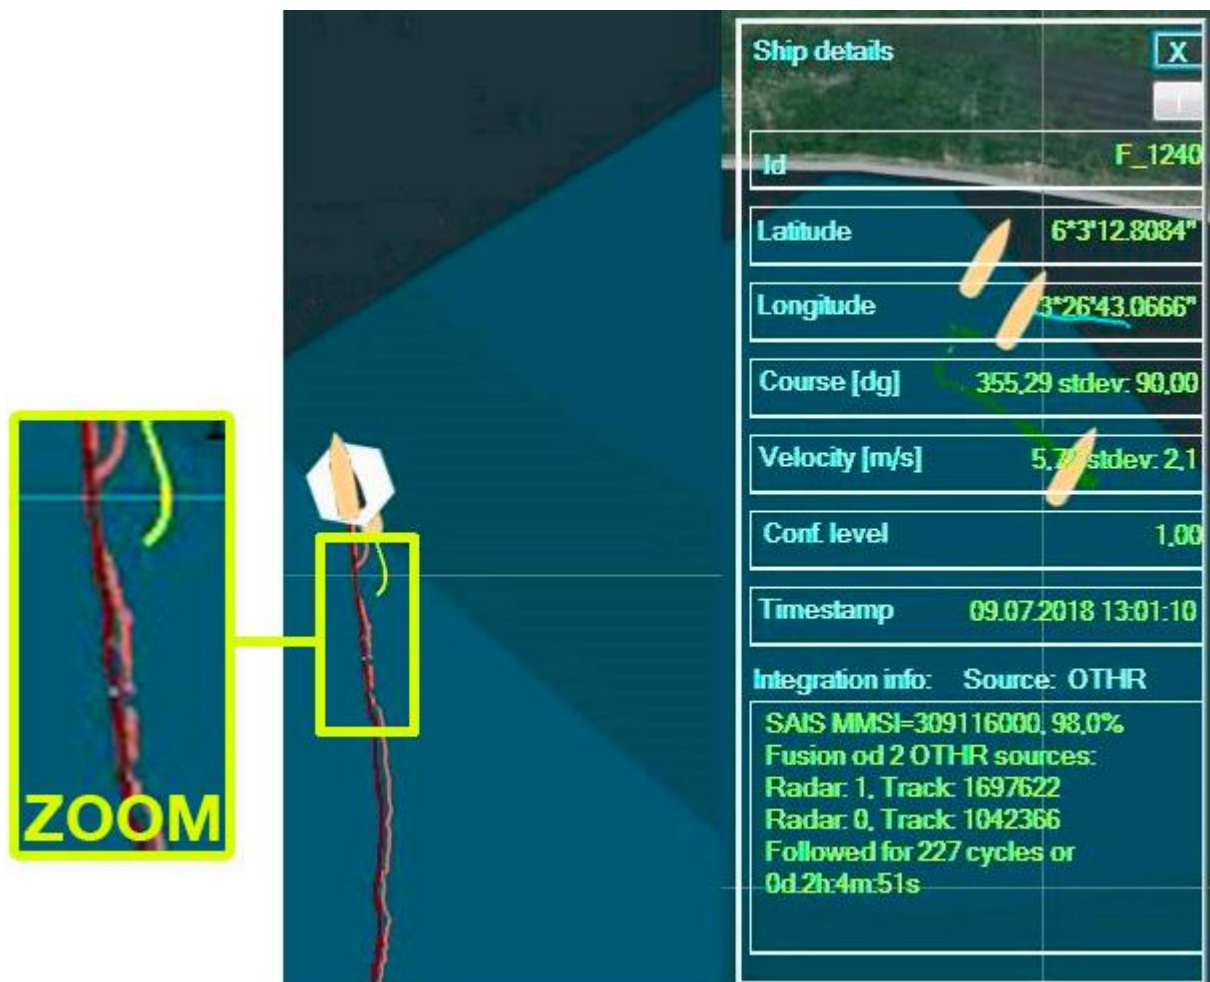 Ship details
X
Id F_1240
Latitude 6*3'12.8084"
Longitude 3*26'43.0666"
Course [dg] 355,29 stdev: 90,00
Velocity [m/s] stdev: 2,1
Conf. level 1,00
Timestamp 09.07.2018 13:01:10
Integration info: Source: OTHR
SAIS MMSI=309116000, 98,0%
Fusion od 2 OTHR sources:
Radar: 1, Track: 1697622
Radar: 0, Track: 1042366
Followed for 227 cycles or
0d.2h:4m:51s
ZOOM